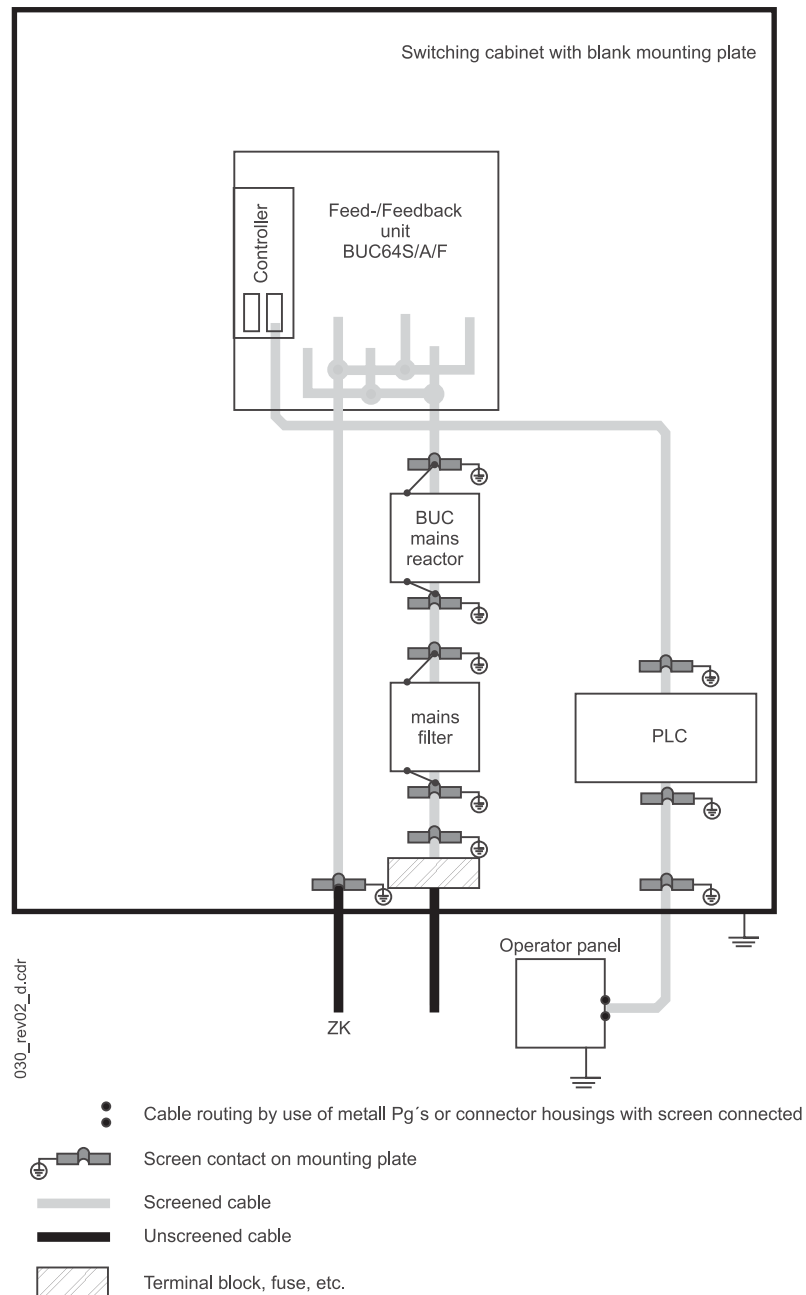 Switching cabinet with blank mounting plate
Controller
Feed-/Feedback
unit
BUC64S/A/F
BUC
mains
reactor
mains
filter
PLC
Operator panel
ZK
030_rev02_d.cdr
Cable routing by use of metall Pg´s or connector housings with screen connected
Screen contact on mounting plate
Screened cable
Unscreened cable
Terminal block, fuse, etc.